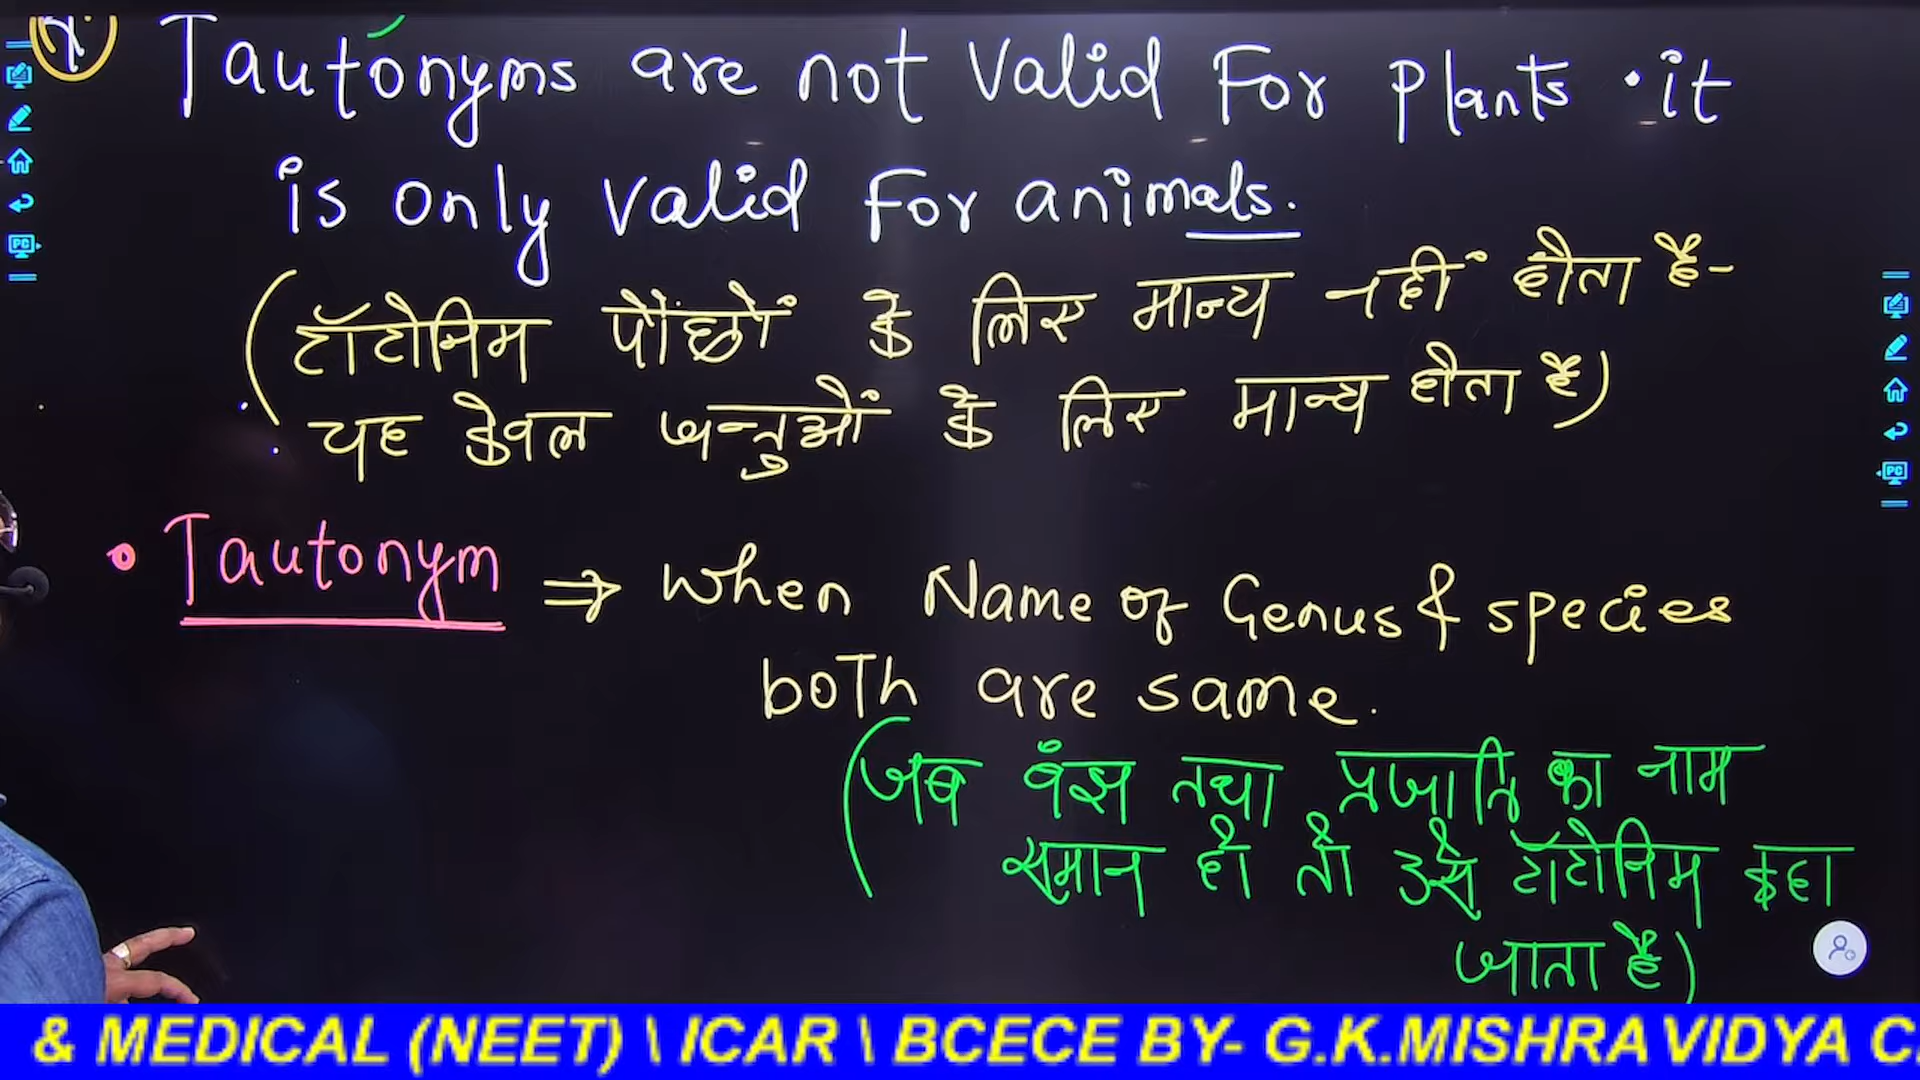 Tautonyms are not valid for plants . it
is only valid for animals.
(टॉटोनिम पौधों के लिए मान्य नहीं होता है-
यह केवल जन्तुओं के लिए मान्य होता है)
• Tautonym ⇒ When Name of Genus & species
both are same.
(जब वंश तथा प्रजाति का नाम
समान हो तो उसे टॉटोनिम कहा
जाता है)
& MEDICAL (NEET) \ ICAR \ BCECE BY- G.K.MISHRA VIDYA C.